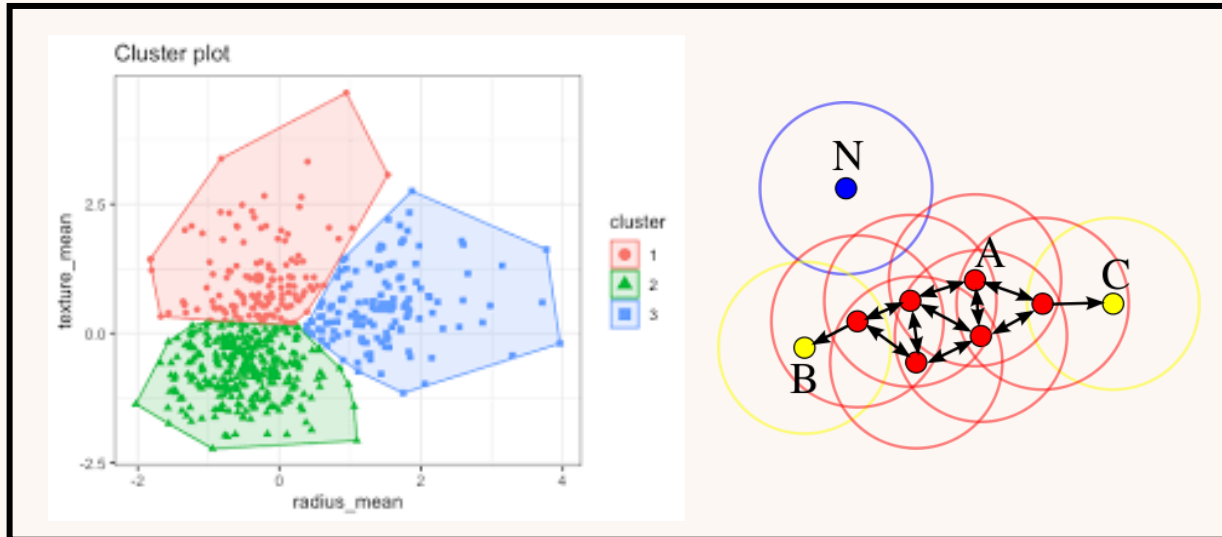 Cluster plot
2.5
0.0
-2.5
texture_mean
-2 0 2 4
radius_mean
cluster
1
2
3
N
A
C
B